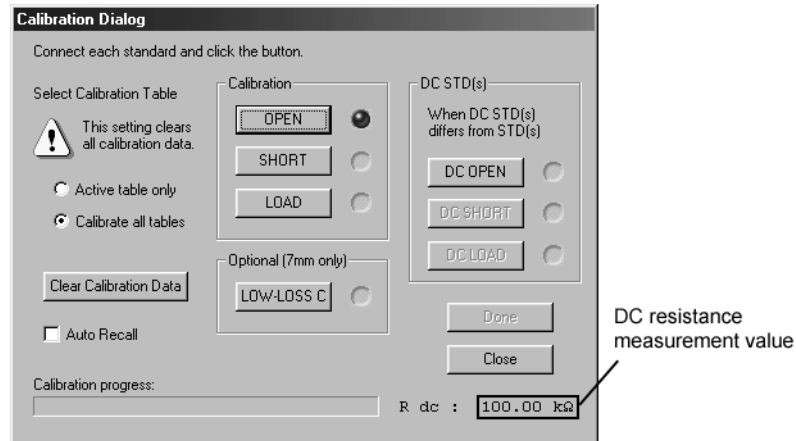 Calibration Dialog
Connect each standard and click the button.
Select Calibration Table
This setting clears
all calibration data.
Active table only
Calibrate all tables
Clear Calibration Data
Auto Recall
Calibration
OPEN
SHORT
LOAD
Optional (7mm only)
LOW-LOSS C
DC STD(s)
When DC STD(s)
differs from STD(s)
DC OPEN
DC SHORT
DC LOAD
Done
Close
Calibration progress:
R dc : 100.00 kΩ
DC resistance
measurement value